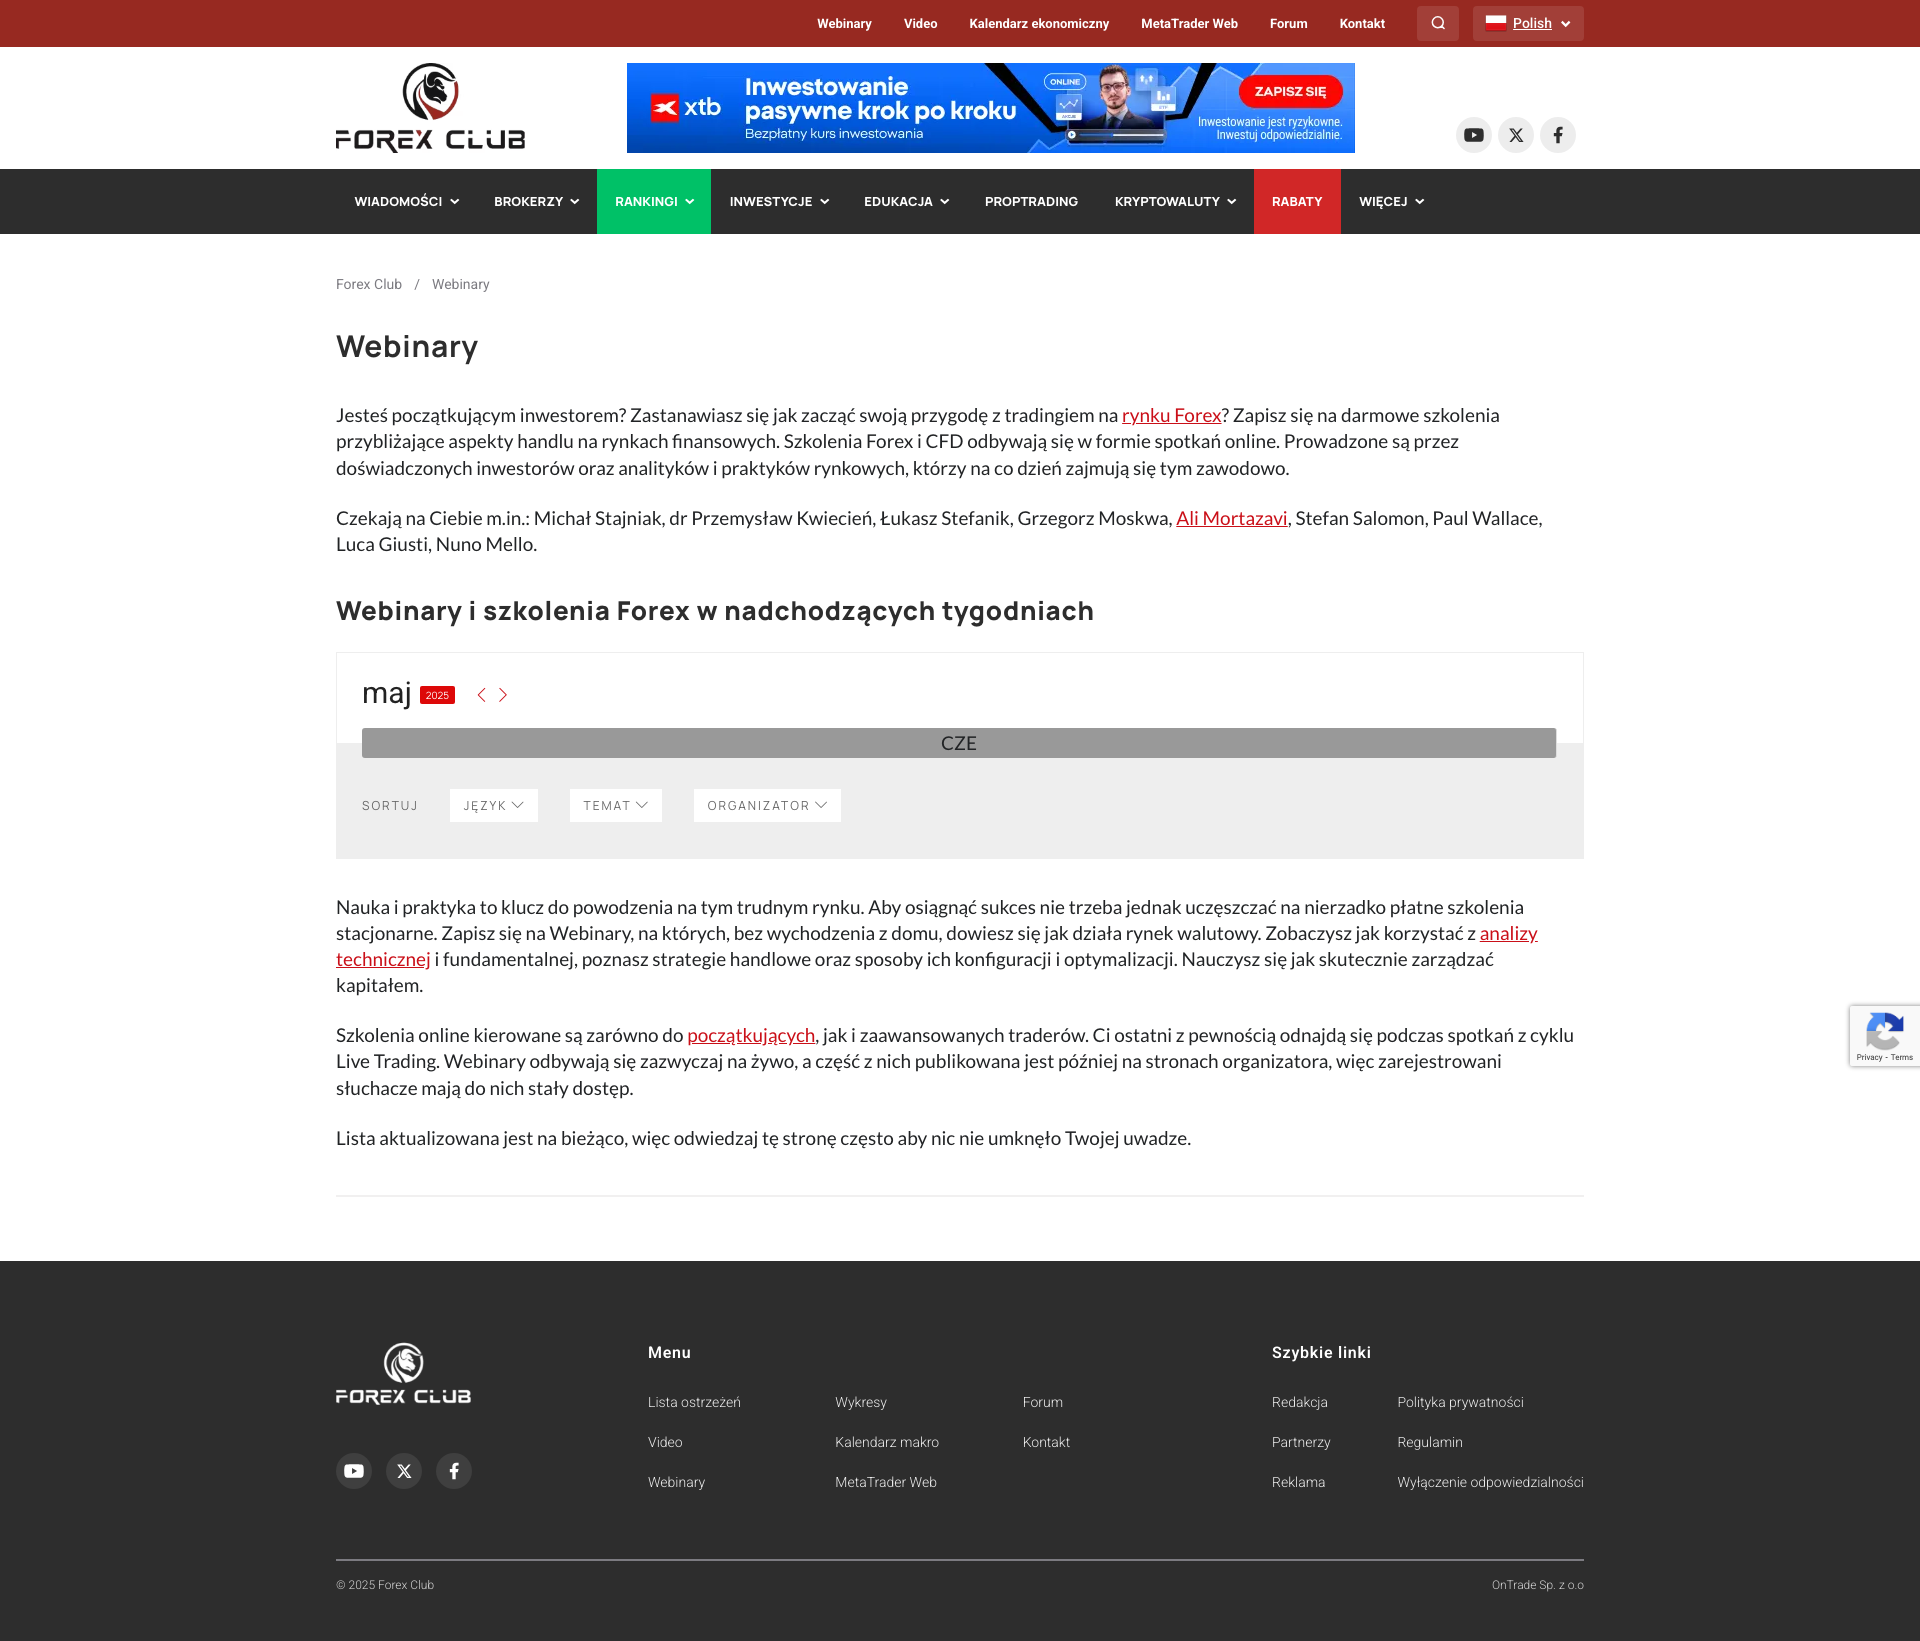 Webinary Video Kalendarz ekonomiczny MetaTrader Web Forum Kontakt Polish
FOREX CLUB
xtb
Inwestowanie
pasywne krok po kroku
Bezpłatny kurs inwestowania
ONLINE
ZAPISZ SIĘ
Inwestowanie jest ryzykowne.
Inwestuj odpowiedzialnie.
WIADOMOŚCI BROKERZY RANKINGI INWESTYCJE EDUKACJA PROPTRADING KRYPTOWALUTY RABATY WIĘCEJ
Forex Club / Webinary
Webinary
Jesteś początkującym inwestorem? Zastanawiasz się jak zacząć swoją przygodę z tradingiem na rynku Forex? Zapisz się na darmowe szkolenia
przybliżające aspekty handlu na rynkach finansowych. Szkolenia Forex i CFD odbywają się w formie spotkań online. Prowadzone są przez
doświadczonych inwestorów oraz analityków i praktyków rynkowych, którzy na co dzień zajmują się tym zawodowo.
Czekają na Ciebie m.in.: Michał Stajniak, dr Przemysław Kwiecień, Łukasz Stefanik, Grzegorz Moskwa, Ali Mortazavi, Stefan Salomon, Paul Wallace,
Luca Giusti, Nuno Mello.
Webinary i szkolenia Forex w nadchodzących tygodniach
maj 2025
CZE
SORTUJ JĘZYK TEMAT ORGANIZATOR
Nauka i praktyka to klucz do powodzenia na tym trudnym rynku. Aby osiągnąć sukces nie trzeba jednak uczęszczać na nierzadko płatne szkolenia
stacjonarne. Zapisz się na Webinary, na których, bez wychodzenia z domu, dowiesz się jak działa rynek walutowy. Zobaczysz jak korzystać z analizy
technicznej i fundamentalnej, poznasz strategie handlowe oraz sposoby ich konfiguracji i optymalizacji. Nauczysz się jak skutecznie zarządzać
kapitałem.
Szkolenia online kierowane są zarówno do początkujących, jak i zaawansowanych traderów. Ci ostatni z pewnością odnajdą się podczas spotkań z cyklu
Live Trading. Webinary odbywają się zazwyczaj na żywo, a część z nich publikowana jest później na stronach organizatora, więc zarejestrowani
słuchacze mają do nich stały dostęp.
Privacy - Terms
Lista aktualizowana jest na bieżąco, więc odwiedzaj tę stronę często aby nic nie umknęło Twojej uwadze.
FOREX CLUB
Menu
Szybkie linki
Lista ostrzeżeń Wykresy Forum Redakcja Polityka prywatności
Video Kalendarz makro Kontakt Partnerzy Regulamin
Webinary MetaTrader Web Reklama Wyłączenie odpowiedzialności
© 2025 Forex Club OnTrade Sp. z o.o